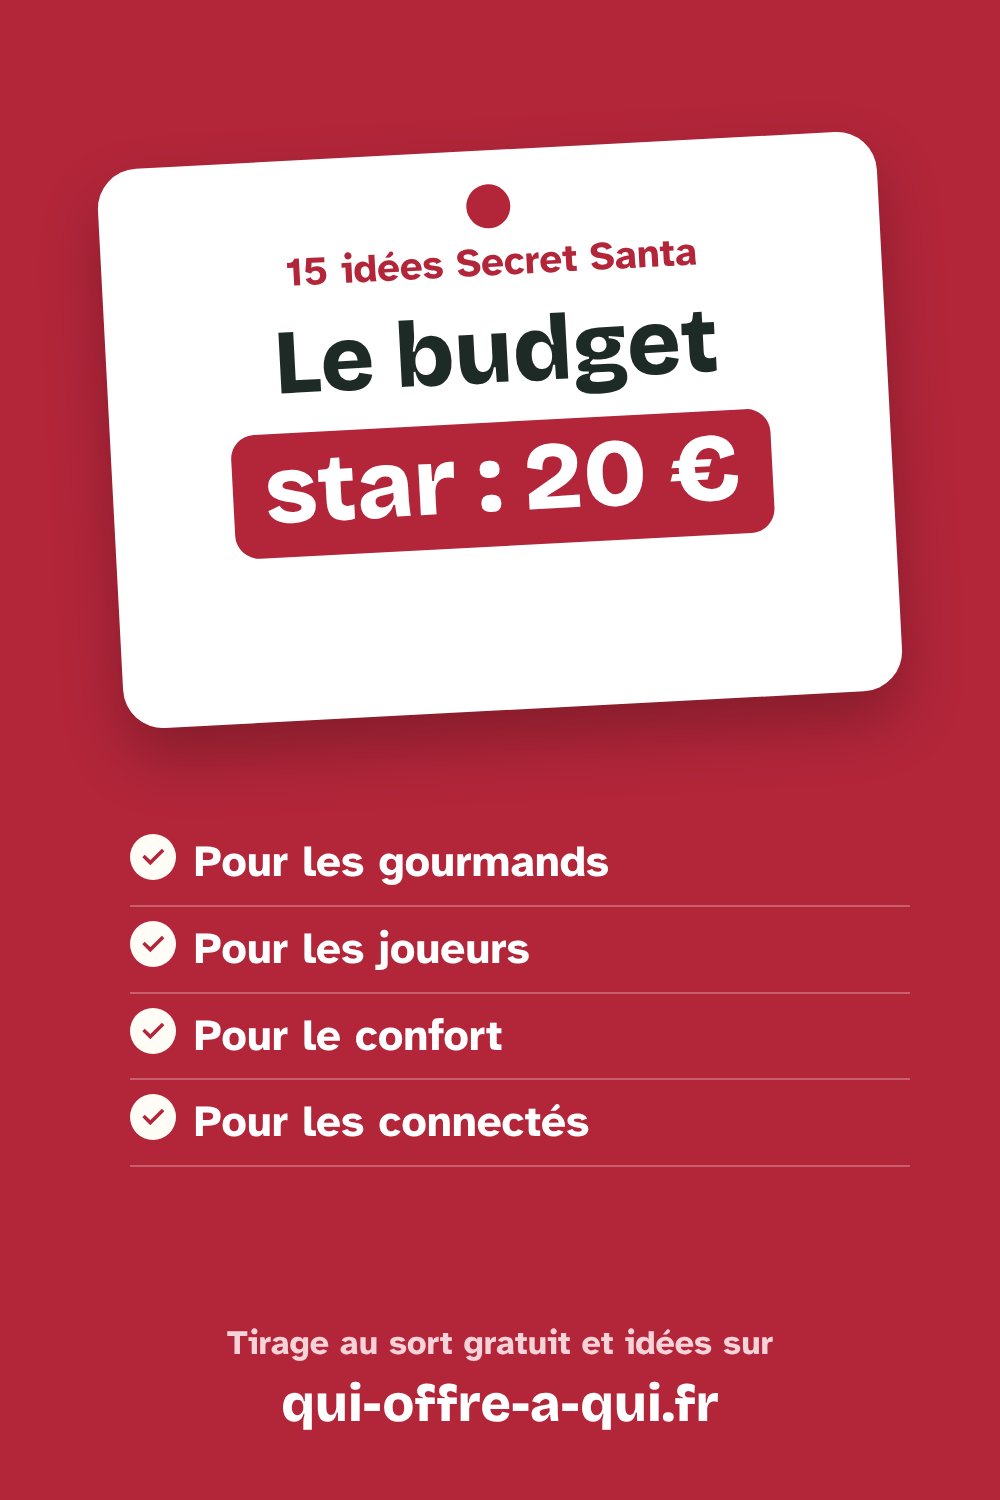 15 idées Secret Santa
Le budget
star : 20 €
Pour les gourmands
Pour les joueurs
Pour le confort
Pour les connectés
Tirage au sort gratuit et idées sur
qui-offre-a-qui.fr